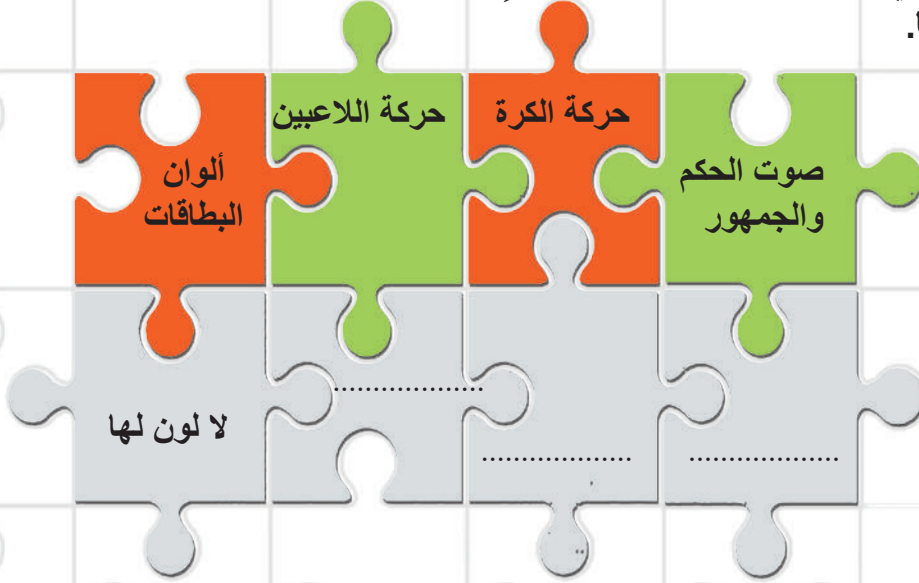 صوت الحكم
والجمهور
حركة الكرة
حركة اللاعبين
ألوان
البطاقات
...................
...................
...................
لا لون لها